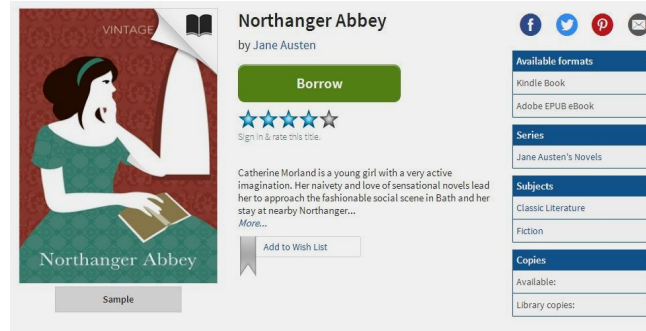 VINTAGE
Northanger Abbey
Sample
Northanger Abbey
by Jane Austen
Borrow
Sign in & rate this title.
Catherine Morland is a young girl with a very active
imagination. Her naivety and love of sensational novels lead
her to approach the fashionable social scene in Bath and her
stay at nearby Northanger...
More...
Add to Wish List
Available formats
Kindle Book
Adobe EPUB eBook
Series
Jane Austen's Novels
Subjects
Classic Literature
Fiction
Copies
Available:
Library copies: